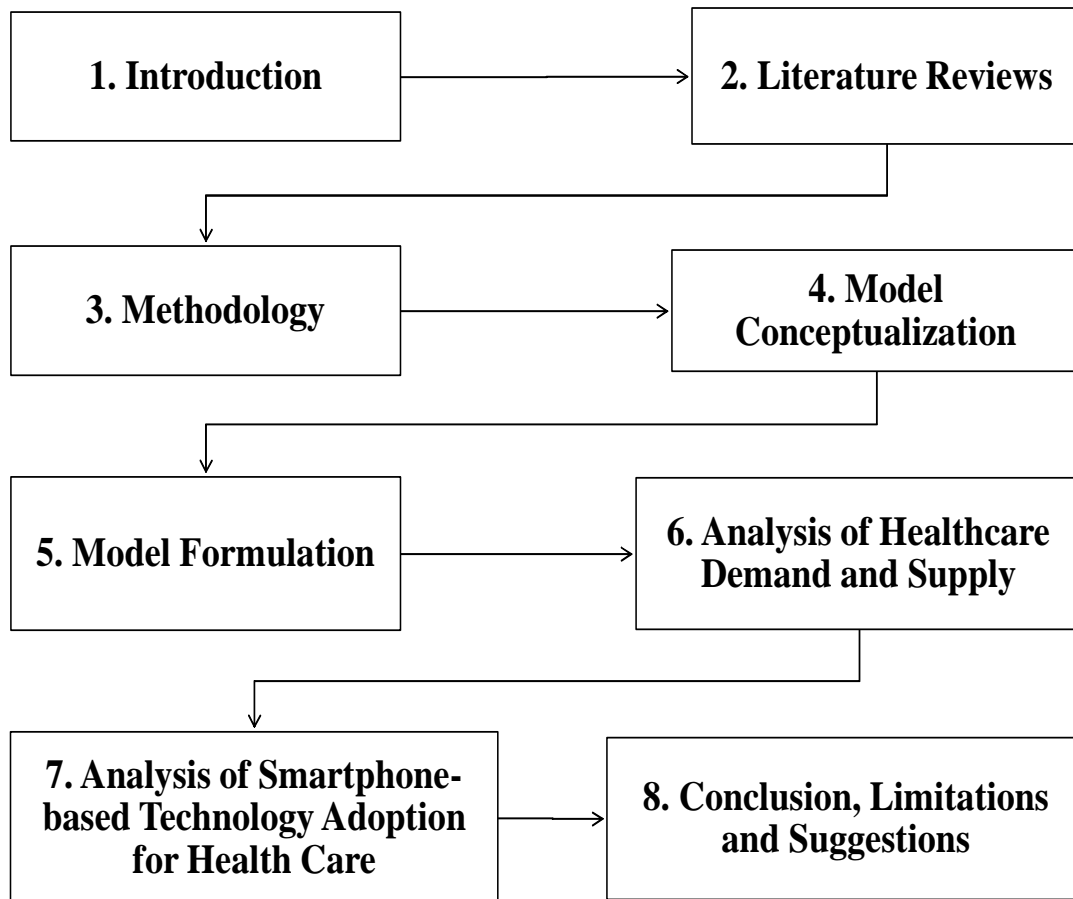 1. Introduction
2. Literature Reviews
3. Methodology
4. Model
Conceptualization
5. Model Formulation
6. Analysis of Healthcare
Demand and Supply
7. Analysis of Smartphone-
based Technology Adoption
for Health Care
8. Conclusion, Limitations
and Suggestions